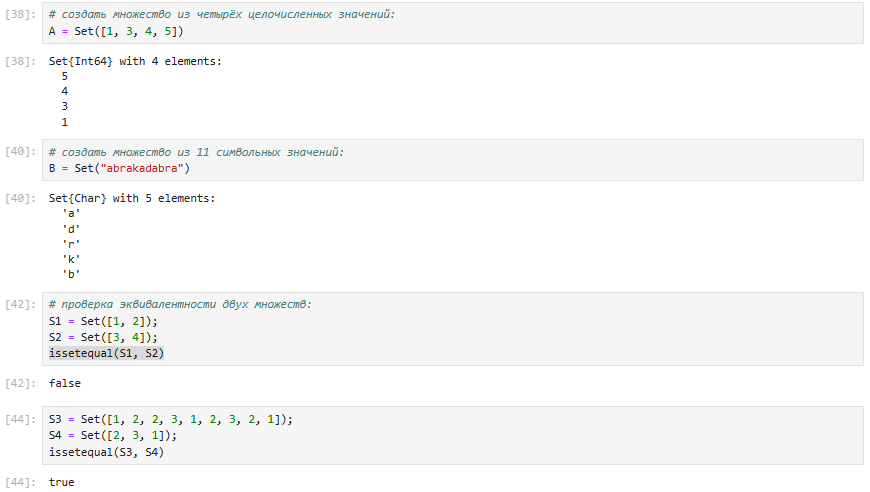 [38]: # создать множество из четырёх целочисленных значений:
A = Set([1, 3, 4, 5])
[38]: Set{Int64} with 4 elements:
5
4
3
1
[40]: # создать множество из 11 символьных значений:
B = Set("abrakadabra")
[40]: Set{Char} with 5 elements:
'a'
'd'
'r'
'k'
'b'
[42]: # проверка эквивалентности двух множеств:
S1 = Set([1, 2]);
S2 = Set([3, 4]);
issetequal(S1, S2)
[42]: false
[44]: S3 = Set([1, 2, 2, 3, 1, 2, 3, 2, 1]);
S4 = Set([2, 3, 1]);
issetequal(S3, S4)
[44]: true